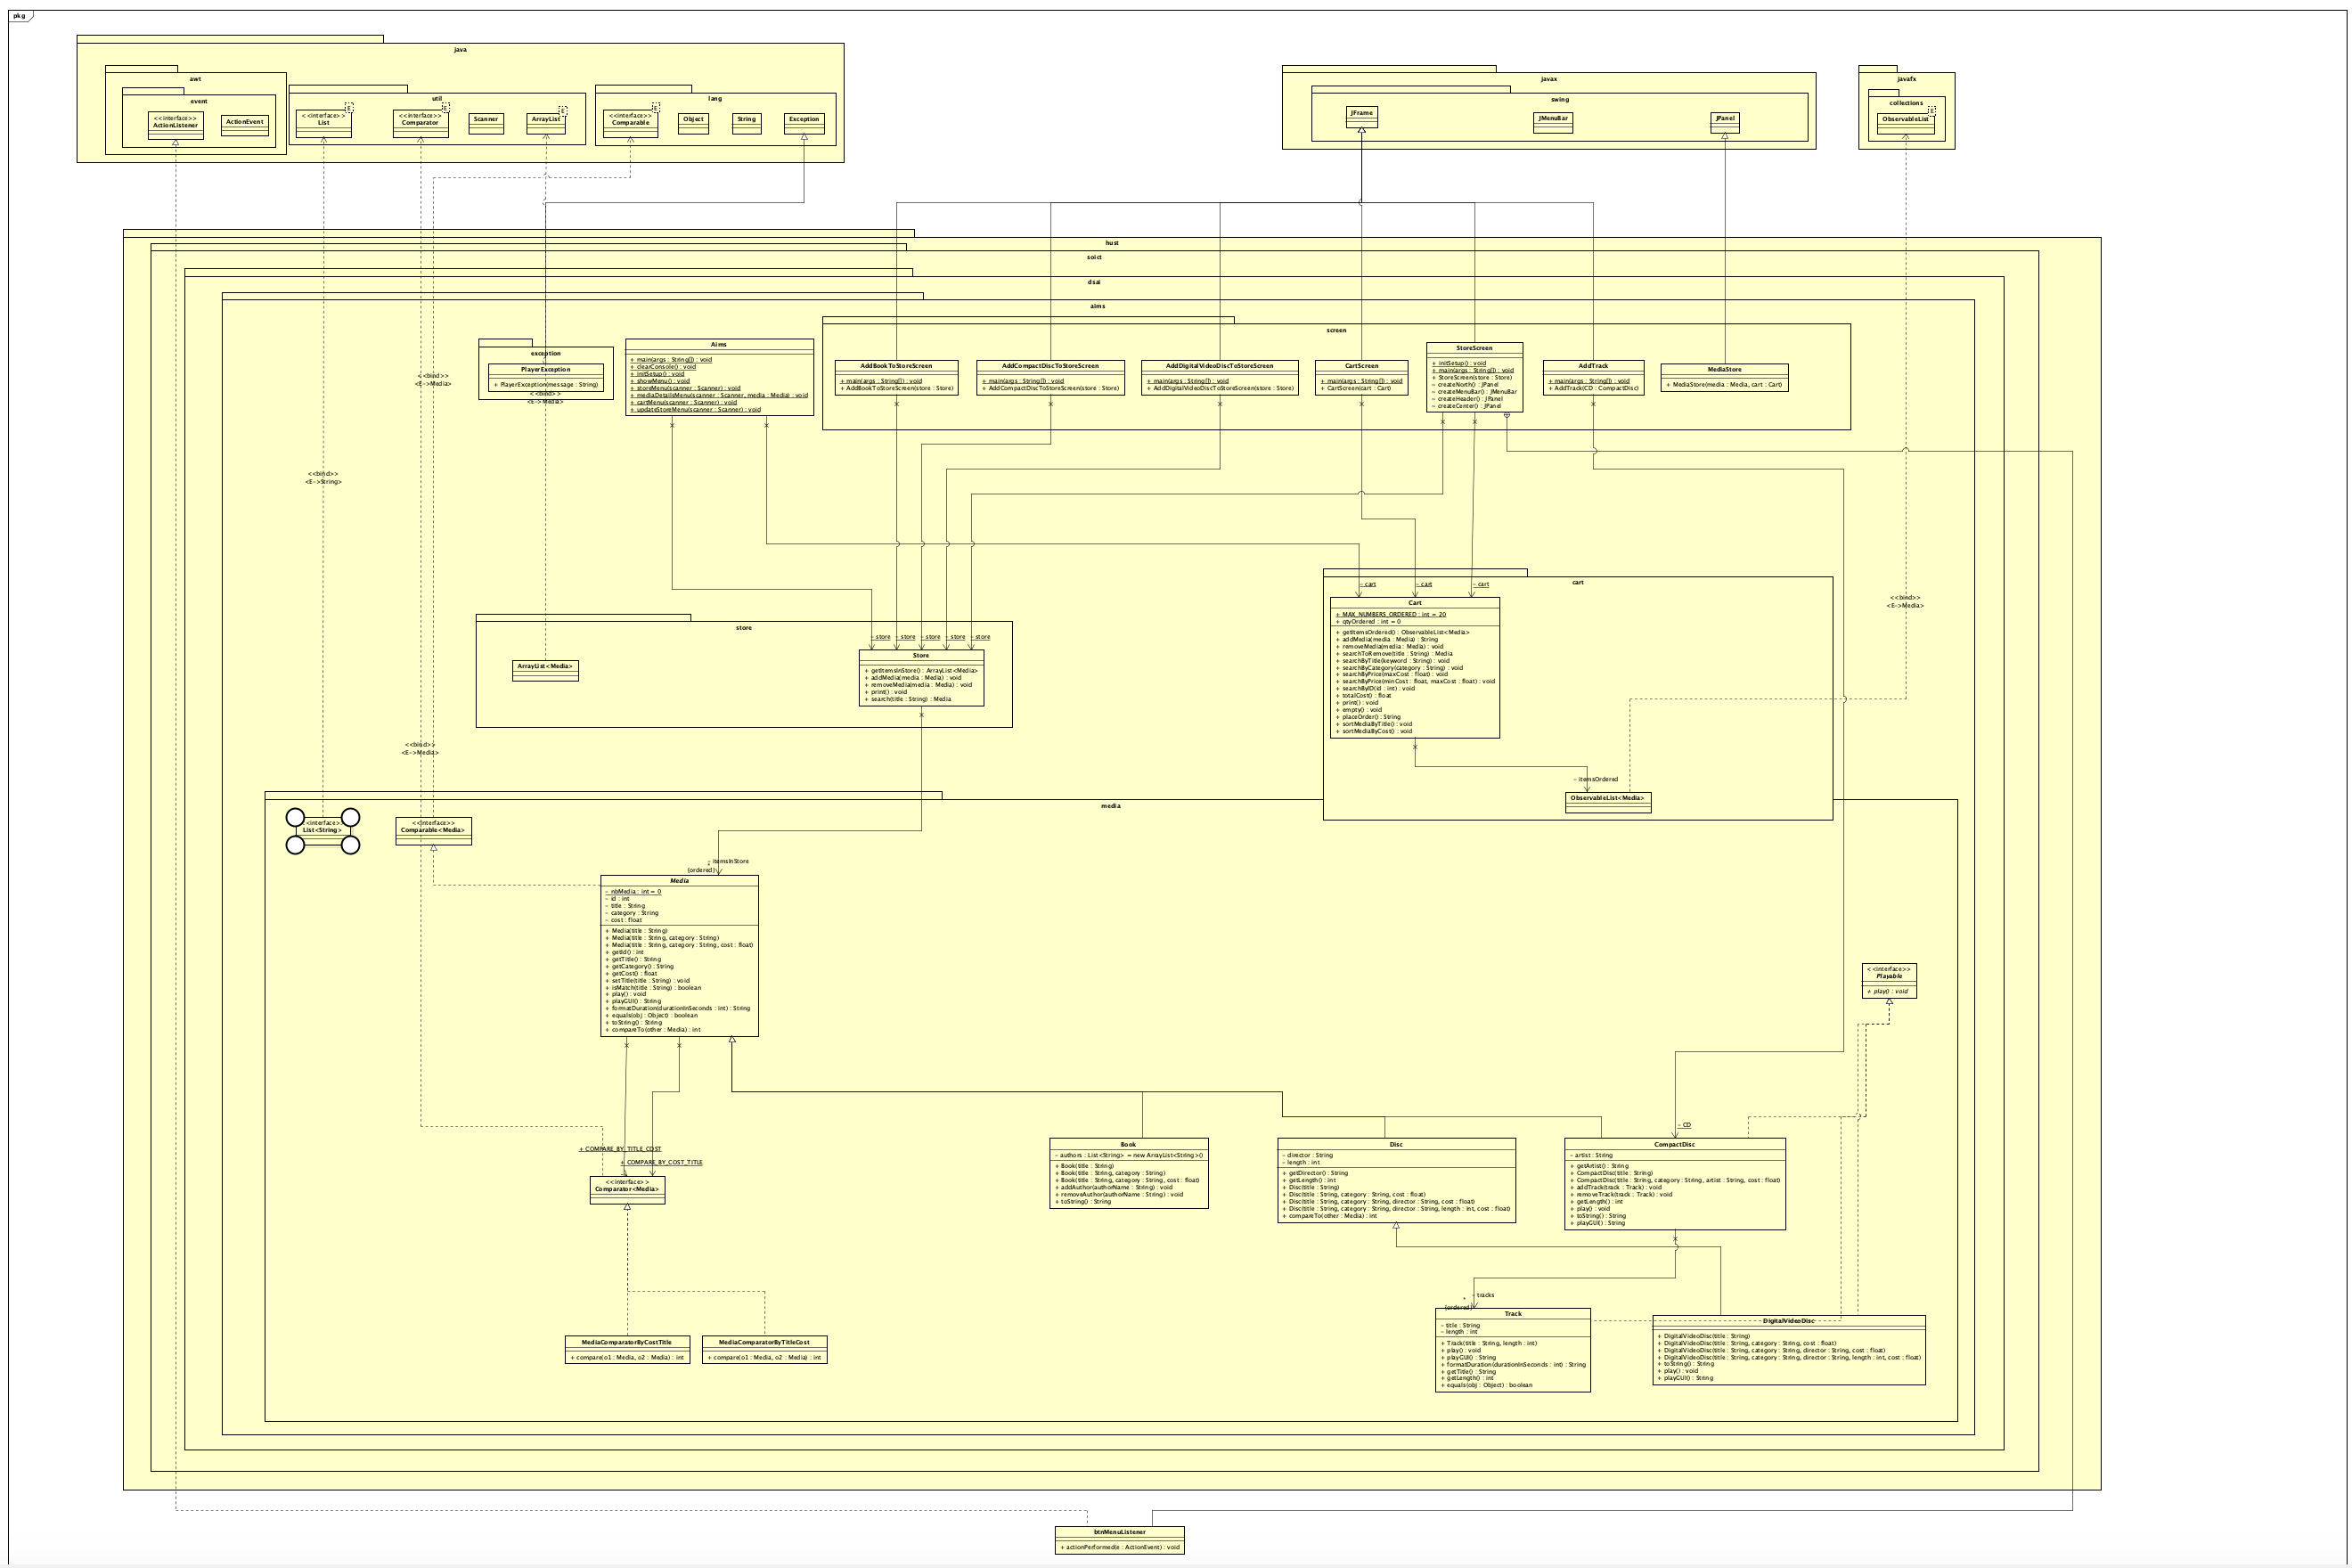 pkg
java
awt
event
<<interface>>
ActionListener
ActionEvent
util
E
<<interface>>
List
E
<<interface>>
Comparator
Scanner
E
ArrayList
lang
E
<<interface>>
Comparable
Object
String
Exception
javax
swing
JFrame
JMenuBar
JPanel
javafx
collections
E
ObservableList
hust
soict
dsai
aims
exception
PlayerException
+ PlayerException(message : String)
<<bind>>
<E->Media>
<<bind>>
<E->Media>
<<bind>>
<E->String>
Aims
+ main(args : String[]) : void
+ clearConsole() : void
+ initSetup() : void
+ showMenu() : void
+ storeMenu(scanner : Scanner) : void
+ mediaDetailsMenu(scanner : Scanner, media : Media) : void
+ cartMenu(scanner : Scanner) : void
+ updateStoreMenu(scanner : Scanner) : void
screen
AddBookToStoreScreen
+ main(args : String[]) : void
+ AddBookToStoreScreen(store : Store)
AddCompactDiscToStoreScreen
+ main(args : String[]) : void
+ AddCompactDiscToStoreScreen(store : Store)
AddDigitalVideoDiscToStoreScreen
+ main(args : String[]) : void
+ AddDigitalVideoDiscToStoreScreen(store : Store)
CartScreen
+ main(args : String[]) : void
+ CartScreen(cart : Cart)
StoreScreen
+ initSetup() : void
+ main(args : String[]) : void
+ StoreScreen(store : Store)
~ createNorth() : JPanel
~ createMenuBar() : JMenuBar
~ createHeader() : JPanel
~ createCenter() : JPanel
AddTrack
+ main(args : String[]) : void
+ AddTrack(CD : CompactDisc)
MediaStore
+ MediaStore(media : Media, cart : Cart)
store
ArrayList<Media>
- store
- store
- store
- store
- store
Store
+ getItemsInStore() : ArrayList<Media>
+ addMedia(media : Media) : void
+ removeMedia(media : Media) : void
+ print() : void
+ search(title : String) : Media
cart
- cart
- cart
- cart
Cart
+ MAX_NUMBERS_ORDERED : int = 20
+ qtyOrdered : int = 0
+ getItemsOrdered() : ObservableList<Media>
+ addMedia(media : Media) : String
+ removeMedia(media : Media) : void
+ searchToRemove(title : String) : Media
+ searchByTitle(keyword : String) : void
+ searchByCategory(category : String) : void
+ searchByPrice(maxCost : float) : void
+ searchByPrice(minCost : float, maxCost : float) : void
+ searchByID(id : int) : void
+ totalCost() : float
+ print() : void
+ empty() : void
+ placeOrder() : String
+ sortMediaByTitle() : void
+ sortMediaByCost() : void
- itemsOrdered
ObservableList<Media>
<<bind>>
<E->Media>
<<bind>>
<E->Media>
media
<<interface>>
List<String>
<<interface>>
Comparable<Media>
- itemsInStore
*
{ordered}
Media
- nbMedia : int = 0
- id : int
- title : String
- category : String
- cost : float
+ Media(title : String)
+ Media(title : String, category : String)
+ Media(title : String, category : String, cost : float)
+ getId() : int
+ getTitle() : String
+ getCategory() : String
+ getCost() : float
+ setTitle(title : String) : void
+ isMatch(title : String) : boolean
+ play() : void
+ playGUI() : String
+ formatDuration(durationInSeconds : int) : String
+ equals(obj : Object) : boolean
+ toString() : String
+ compareTo(other : Media) : int
<<interface>>
Playable
+ play() : void
+ COMPARE_BY_TITLE_COST
+ COMPARE_BY_COST_TITLE
<<interface>>
Comparator<Media>
Book
- authors : List<String> = new ArrayList<String>()
+ Book(title : String)
+ Book(title : String, category : String)
+ Book(title : String, category : String, cost : float)
+ addAuthor(authorName : String) : void
+ removeAuthor(authorName : String) : void
+ toString() : String
Disc
- director : String
- length : int
+ getDirector() : String
+ getLength() : int
+ Disc(title : String)
+ Disc(title : String, category : String, cost : float)
+ Disc(title : String, category : String, director : String, cost : float)
+ Disc(title : String, category : String, director : String, length : int, cost : float)
+ compareTo(other : Media) : int
- CD
CompactDisc
- artist : String
+ getArtist() : String
+ CompactDisc(title : String)
+ CompactDisc(title : String, category : String, artist : String, cost : float)
+ addTrack(track : Track) : void
+ removeTrack(track : Track) : void
+ getLength() : int
+ play() : void
+ toString() : String
+ playGUI() : String
MediaComparatorByCostTitle
+ compare(o1 : Media, o2 : Media) : int
MediaComparatorByTitleCost
+ compare(o1 : Media, o2 : Media) : int
- tracks
*
{ordered}
Track
- title : String
- length : int
+ Track(title : String, length : int)
+ play() : void
+ playGUI() : String
+ formatDuration(durationInSeconds : int) : String
+ getTitle() : String
+ getLength() : int
+ equals(obj : Object) : boolean
DigitalVideoDisc
+ DigitalVideoDisc(title : String)
+ DigitalVideoDisc(title : String, category : String, cost : float)
+ DigitalVideoDisc(title : String, category : String, director : String, cost : float)
+ DigitalVideoDisc(title : String, category : String, director : String, length : int, cost : float)
+ toString() : String
+ play() : void
+ playGUI() : String
btnMenuListener
+ actionPerformed(e : ActionEvent) : void